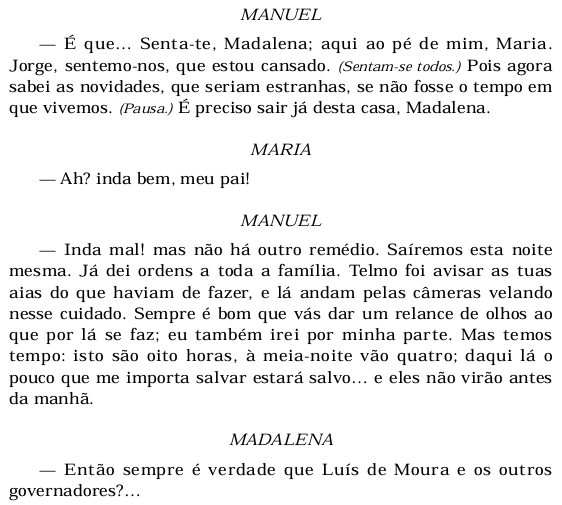 MANUEL
— É que... Senta-te, Madalena; aqui ao pé de mim, Maria.
Jorge, sentemo-nos, que estou cansado. (Sentam-se todos.) Pois agora
sabei as novidades, que seriam estranhas, se não fosse o tempo em
que vivemos. (Pausa.) É preciso sair já desta casa, Madalena.
MARIA
— Ah? inda bem, meu pai!
MANUEL
— Inda mal! mas não há outro remédio. Saíremos esta noite
mesma. Já dei ordens a toda a família. Telmo foi avisar as tuas
aias do que haviam de fazer, e lá andam pelas câmeras velando
nesse cuidado. Sempre é bom que vás dar um relance de olhos ao
que por lá se faz; eu também irei por minha parte. Mas temos
tempo: isto são oito horas, à meia-noite vão quatro; daqui lá o
pouco que me importa salvar estará salvo... e eles não virão antes
da manhã.
MADALENA
— Então sempre é verdade que Luís de Moura e os outros
governadores?...